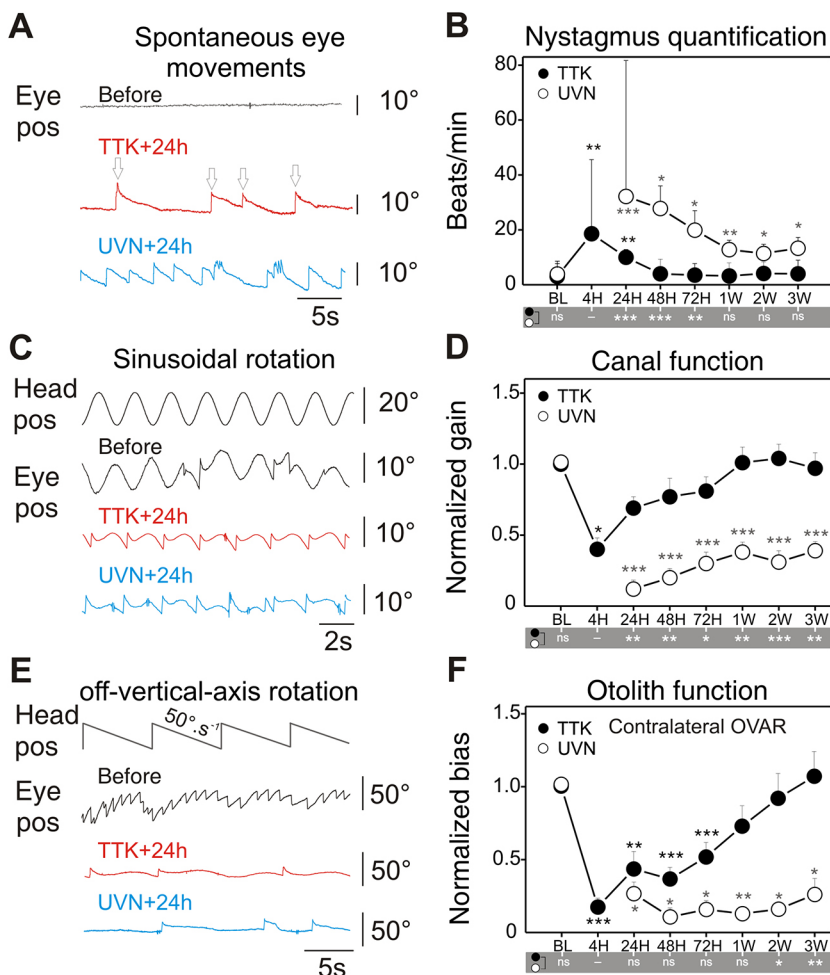 A
Spontaneous eye
movements
Eye
pos
Before
10°
TTK+24h
10°
UVN+24h
10°
5s
B
Nystagmus quantification
TTK
UVN
Beats/min
80
60
40
20
0
**
**
***
*
*
**
*
*
BL 4H 24H 48H 72H 1W 2W 3W
ns – *** *** ** ns ns ns
C
Sinusoidal rotation
Head
pos
20°
Before
Eye
pos
10°
TTK+24h
10°
UVN+24h
10°
2s
D
Canal function
TTK
UVN
Normalized gain
1.5
1.0
0.5
0
*
*** *** *** *** *** ***
BL 4H 24H 48H 72H 1W 2W 3W
ns – ** ** * ** *** **
E
off-vertical-axis rotation
Head
pos
50°.s⁻¹
Before
Eye
pos
50°
TTK+24h
50°
UVN+24h
50°
5s
F
Otolith function
TTK
UVN
Contralateral OVAR
Normalized bias
1.5
1.0
0.5
0
*** ** *** ***
* * * ** * *
BL 4H 24H 48H 72H 1W 2W 3W
ns – ns ns ns ns * **